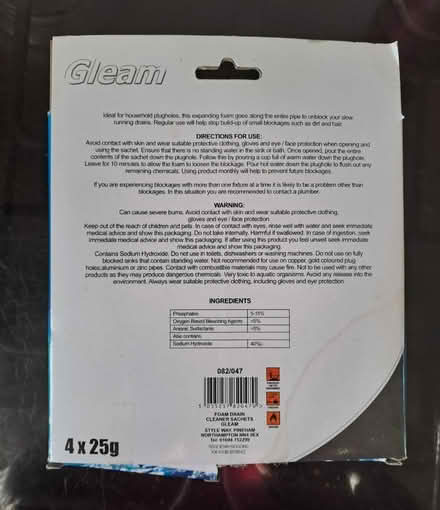 Gleam
Ideal for household plugholes, this expanding foam goes along the entire pipe to unblock your slow
running drains. Regular use will help stop build-up of small blockages such as dirt and hair.
DIRECTIONS FOR USE:
Avoid contact with skin and wear suitable protective clothing, gloves and eye / face protection when opening and
using the sachet. Ensure that there is no standing water in the sink or bath. Once opened, pour the entire
contents of the sachet down the plughole. Follow this by pouring a cup full of warm water down the plughole.
Leave for 10 minutes to allow the foam to loosen the blockage. Pour hot water down the plughole to flush out any
remaining chemicals. Using product monthly will help to prevent future blockages.
If you are experiencing blockages with more than one fixture at a time it is likely to be a problem other than
blockages. In this situation you are recommended to contact a plumber.
WARNING:
Can cause severe burns. Avoid contact with skin and wear suitable protective clothing,
gloves and eye / face protection
Keep out of the reach of children and pets. In case of contact with eyes, rinse well with water and seek immediate
medical advice and show this packaging. Do not take internally. Harmful if swallowed. In case of ingestion, seek
immediate medical advice and show this packaging. If after using this product you feel unwell seek immediate
medical advice and show this packaging.
Contains Sodium Hydroxide. Do not use in toilets, dishwashers or washing machines. Do not use on fully
blocked sinks that contain standing water. Not recommended for use on copper, gold coloured plug
holes, aluminium or zinc pipes. Contact with combustible materials may cause fire. Not to be used with any other
products as they may produce dangerous chemicals. Very toxic to aquatic organisms. Avoid any release into the
environment. Always wear suitable protective clothing, including gloves and eye protection
INGREDIENTS
Phosphates 5-15%
Oxygen Based Bleaching Agents <5%
Anionic Surfactants <5%
Also contains:
Sodium Hydroxide 40%
082/047
FOAM DRAIN
CLEANER SACHETS
GLEAM
STYLE WAY, PINEHAM
NORTHAMPTON NN4 9EX
Tel: 01604 752299
4 x 25g